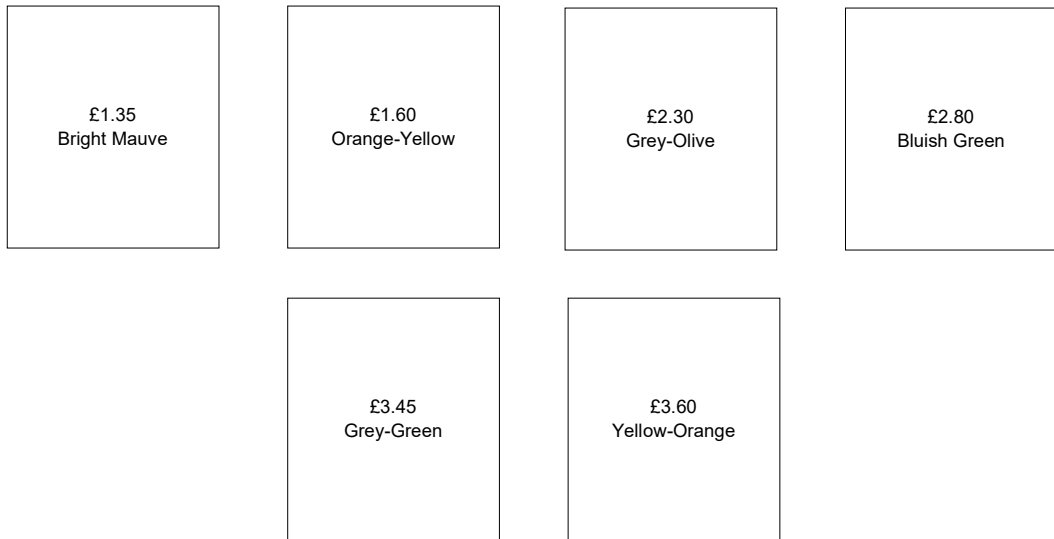 £1.35
Bright Mauve
£1.60
Orange-Yellow
£2.30
Grey-Olive
£2.80
Bluish Green
£3.45
Grey-Green
£3.60
Yellow-Orange